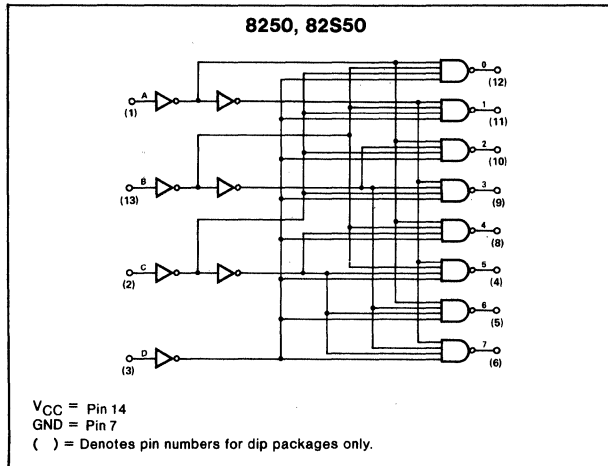 8250, 82S50
A
(1)
B
(13)
C
(2)
D
(3)
0
(12)
1
(11)
2
(10)
3
(9)
4
(8)
5
(4)
6
(5)
7
(6)
VCC = Pin 14
GND = Pin 7
( ) = Denotes pin numbers for dip packages only.